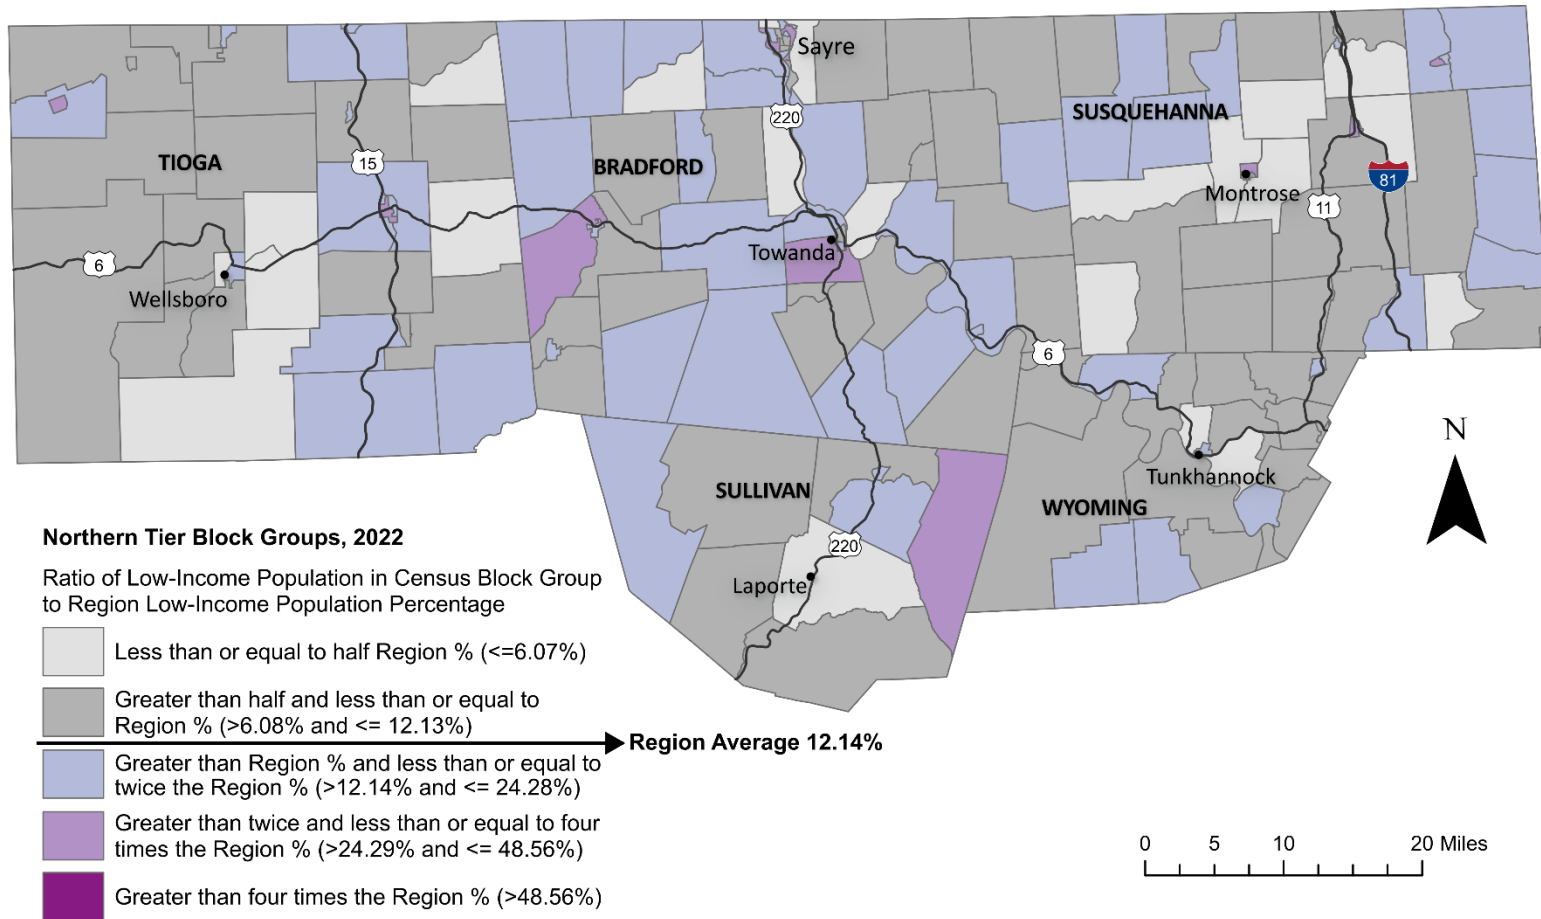 Sayre
220
SUSQUEHANNA
TIOGA
15
BRADFORD
81
Montrose
11
Towanda
6
Wellsboro
6
N
Tunkhannock
SULLIVAN
WYOMING
220
Laporte
Northern Tier Block Groups, 2022
Ratio of Low-Income Population in Census Block Group
to Region Low-Income Population Percentage
Less than or equal to half Region % (<=6.07%)
Greater than half and less than or equal to
Region % (>6.08% and <= 12.13%)
Region Average 12.14%
Greater than Region % and less than or equal to
twice the Region % (>12.14% and <= 24.28%)
Greater than twice and less than or equal to four
times the Region % (>24.29% and <= 48.56%)
Greater than four times the Region % (>48.56%)
0 5 10 20 Miles